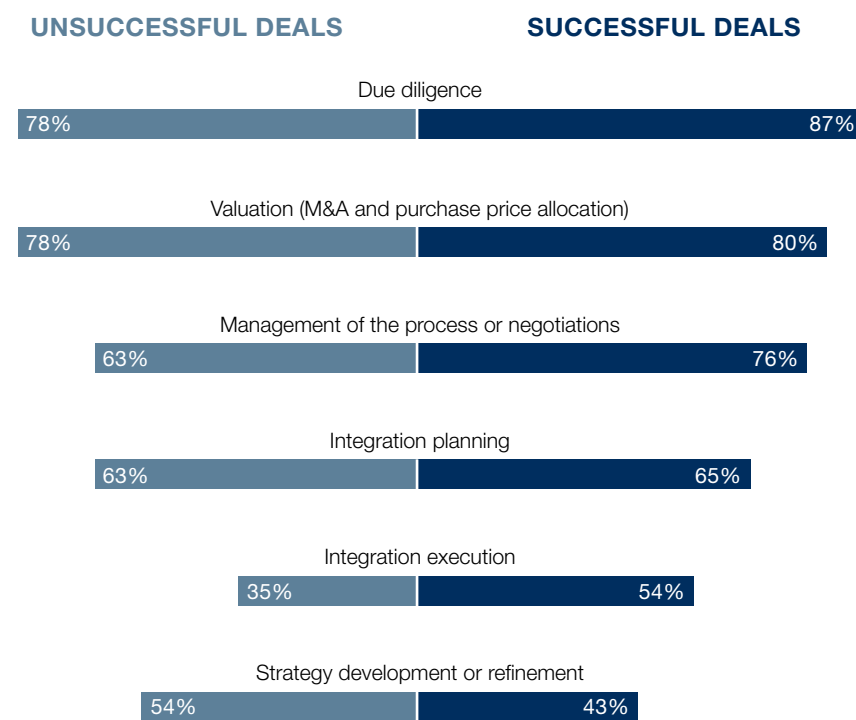 UNSUCCESSFUL DEALS SUCCESSFUL DEALS
Due diligence
78% 87%
Valuation (M&A and purchase price allocation)
78% 80%
Management of the process or negotiations
63% 76%
Integration planning
63% 65%
Integration execution
35% 54%
Strategy development or refinement
54% 43%